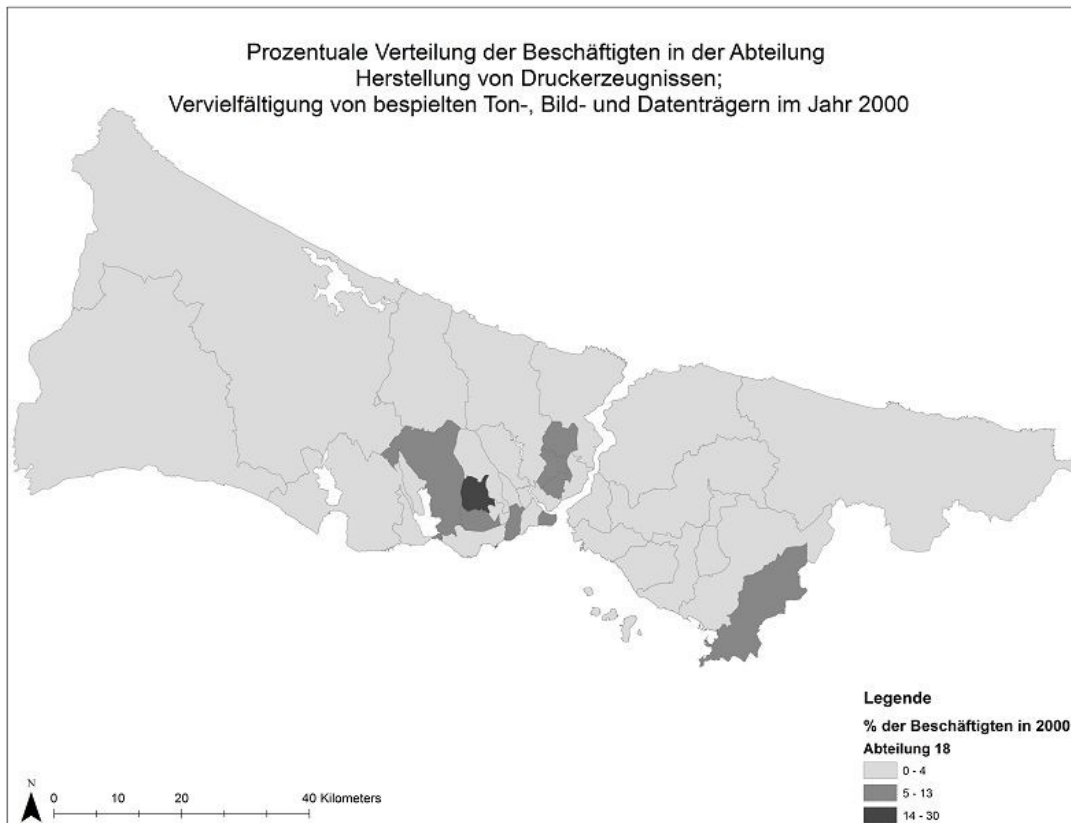 Prozentuale Verteilung der Beschäftigten in der Abteilung
Herstellung von Druckerzeugnissen;
Vervielfältigung von bespielten Ton-, Bild- und Datenträgern im Jahr 2000
Legende
% der Beschäftigten in 2000
Abteilung 18
0 - 4
5 - 13
14 - 30
N
0 10 20 40 Kilometers